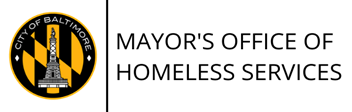 CITY OF BALTIMORE
MAYOR'S OFFICE OF
HOMELESS SERVICES